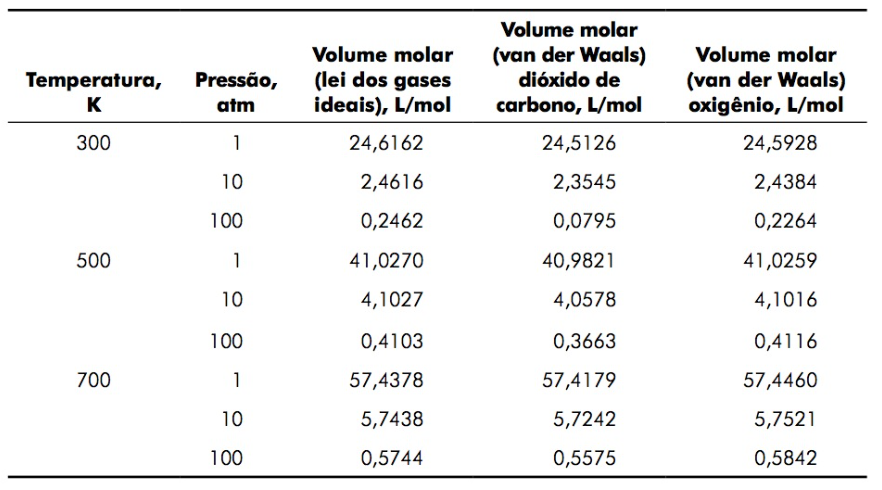 Temperatura, K | Pressão, atm | Volume molar (lei dos gases ideais), L/mol | Volume molar (van der Waals) dióxido de carbono, L/mol | Volume molar (van der Waals) oxigênio, L/mol
300 | 1 | 24,6162 | 24,5126 | 24,5928
10 | 2,4616 | 2,3545 | 2,4384
100 | 0,2462 | 0,0795 | 0,2264
500 | 1 | 41,0270 | 40,9821 | 41,0259
10 | 4,1027 | 4,0578 | 4,1016
100 | 0,4103 | 0,3663 | 0,4116
700 | 1 | 57,4378 | 57,4179 | 57,4460
10 | 5,7438 | 5,7242 | 5,7521
100 | 0,5744 | 0,5575 | 0,5842